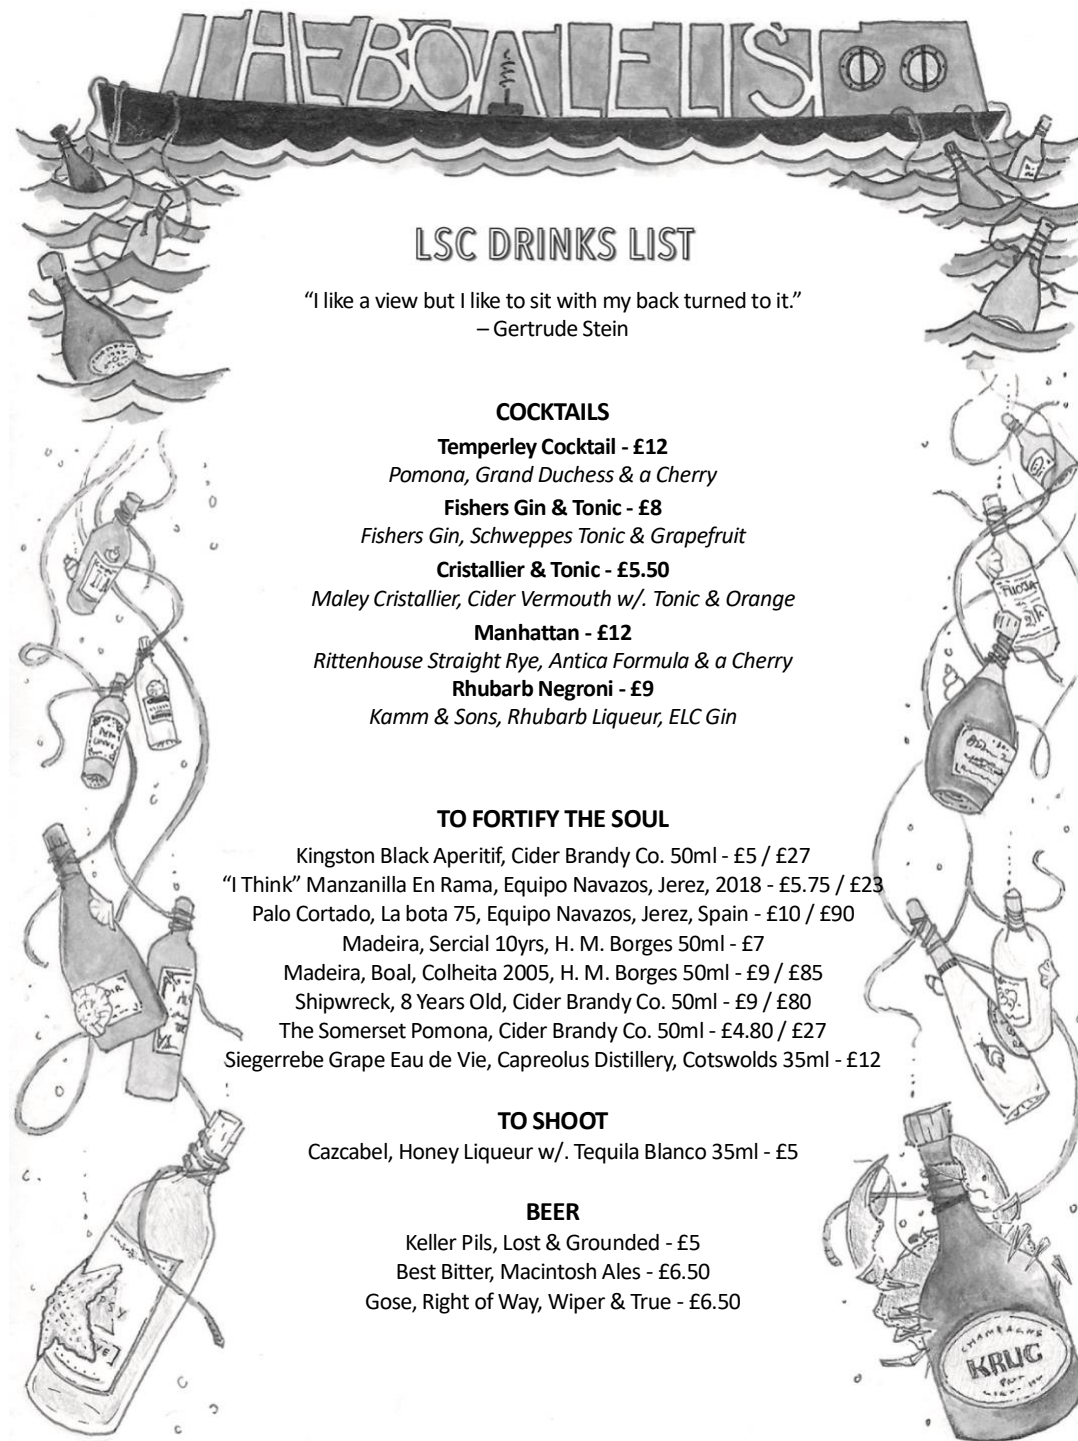 THE BOAT LIST
LSC DRINKS LIST
“I like a view but I like to sit with my back turned to it.”
– Gertrude Stein
COCKTAILS
Temperley Cocktail - £12
Pomona, Grand Duchess & a Cherry
Fishers Gin & Tonic - £8
Fishers Gin, Schweppes Tonic & Grapefruit
Cristallier & Tonic - £5.50
Maley Cristallier, Cider Vermouth w/. Tonic & Orange
Manhattan - £12
Rittenhouse Straight Rye, Antica Formula & a Cherry
Rhubarb Negroni - £9
Kamm & Sons, Rhubarb Liqueur, ELC Gin
TO FORTIFY THE SOUL
Kingston Black Aperitif, Cider Brandy Co. 50ml - £5 / £27
“I Think” Manzanilla En Rama, Equipo Navazos, Jerez, 2018 - £5.75 / £23
Palo Cortado, La bota 75, Equipo Navazos, Jerez, Spain - £10 / £90
Madeira, Sercial 10yrs, H. M. Borges 50ml - £7
Madeira, Boal, Colheita 2005, H. M. Borges 50ml - £9 / £85
Shipwreck, 8 Years Old, Cider Brandy Co. 50ml - £9 / £80
The Somerset Pomona, Cider Brandy Co. 50ml - £4.80 / £27
Siegerrebe Grape Eau de Vie, Capreolus Distillery, Cotswolds 35ml - £12
TO SHOOT
Cazcabel, Honey Liqueur w/. Tequila Blanco 35ml - £5
BEER
Keller Pils, Lost & Grounded - £5
Best Bitter, Macintosh Ales - £6.50
Gose, Right of Way, Wiper & True - £6.50
CHAMPAGNE
KRUG